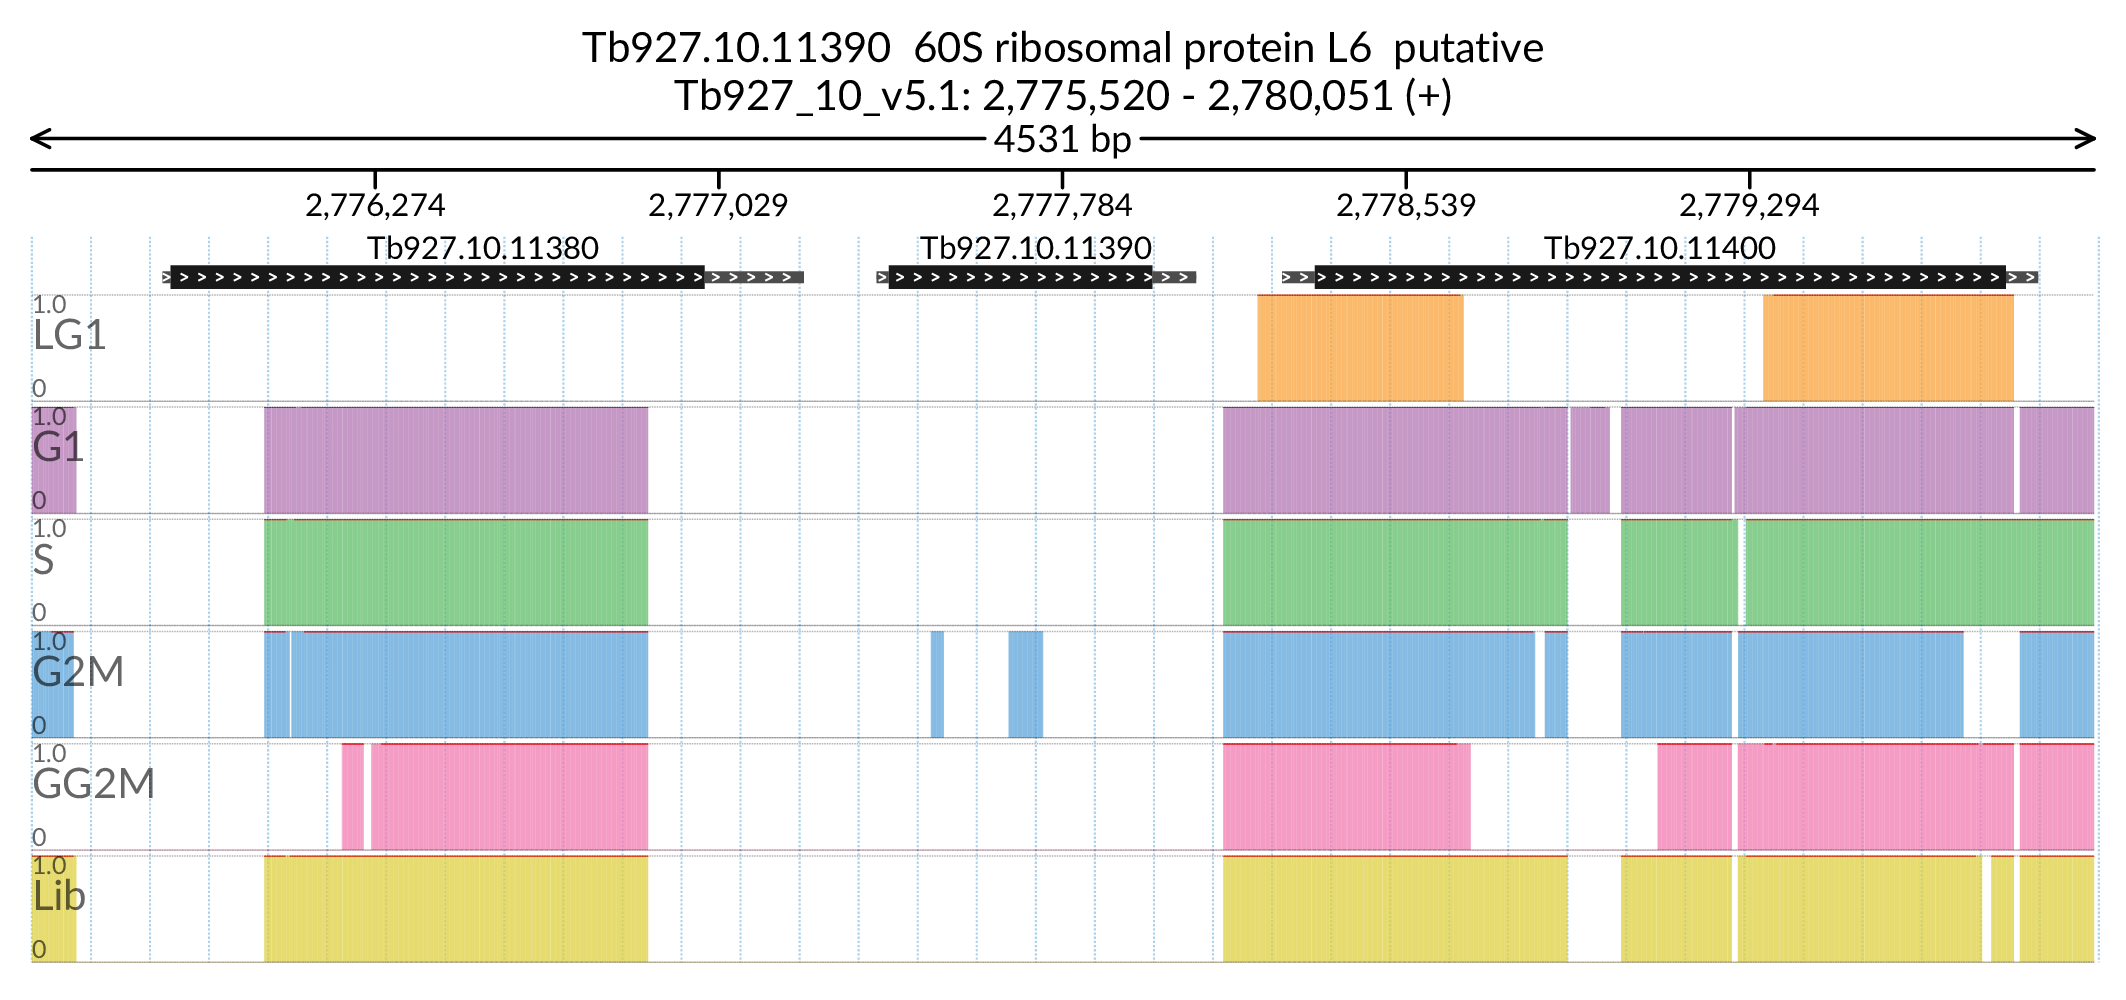 Tb927.10.11390 60S ribosomal protein L6 putative
Tb927_10_v5.1: 2,775,520 - 2,780,051 (+)
4531 bp
2,776,274 2,777,029 2,777,784 2,778,539 2,779,294
Tb927.10.11380 Tb927.10.11390 Tb927.10.11400
1.0
LG1
0
1.0
G1
0
1.0
S
0
1.0
G2M
0
1.0
GG2M
0
1.0
Lib
0